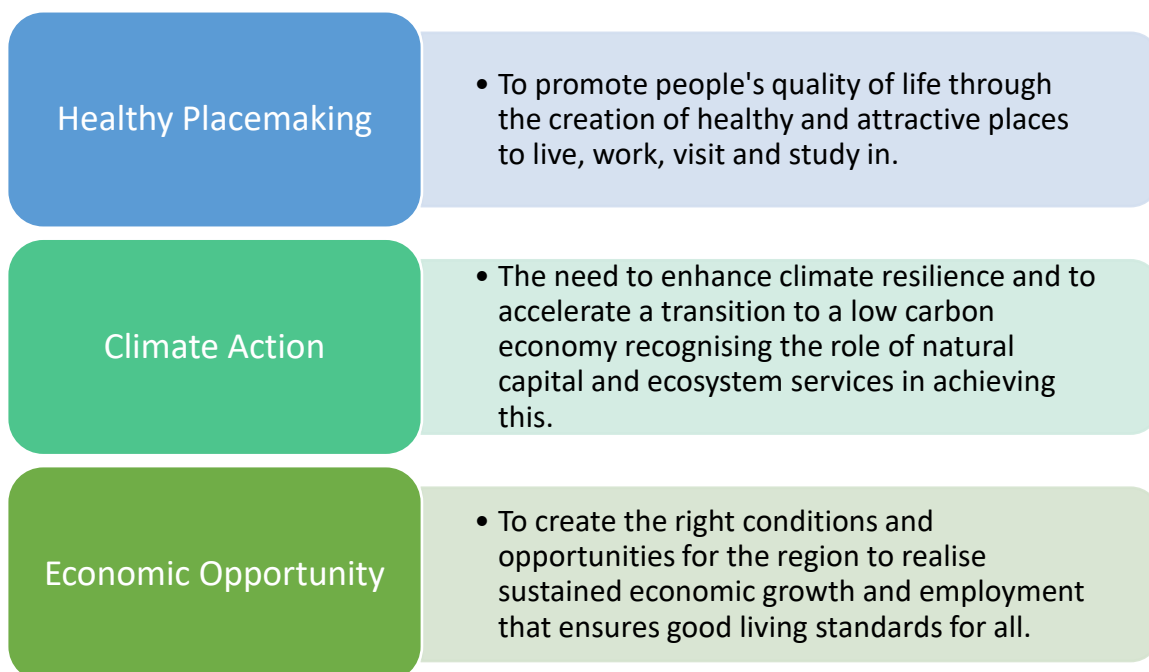 Healthy Placemaking
• To promote people's quality of life through
the creation of healthy and attractive places
to live, work, visit and study in.
Climate Action
• The need to enhance climate resilience and to
accelerate a transition to a low carbon
economy recognising the role of natural
capital and ecosystem services in achieving
this.
Economic Opportunity
• To create the right conditions and
opportunities for the region to realise
sustained economic growth and employment
that ensures good living standards for all.